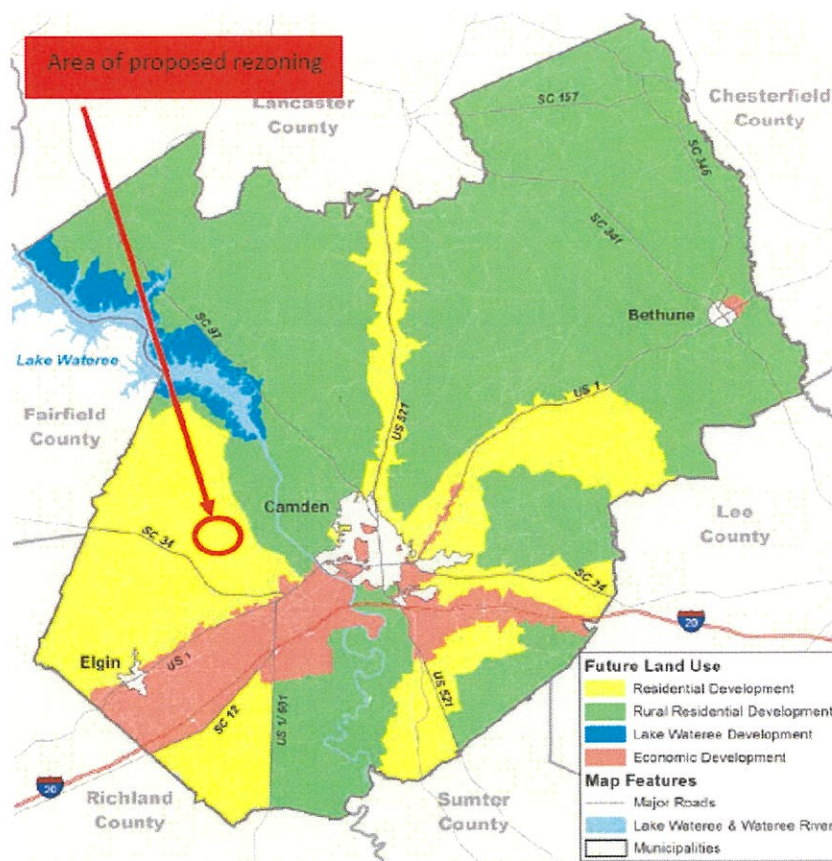 Area of proposed rezoning
Lancaster
County
Chesterfield
County
SC 157
SC 346
SC 341
Bethune
SC 97
Lake Wateree
US 521
US 1
Fairfield
County
Camden
Lee
County
SC 34
SC 34
20
Elgin
US 1
US 521
SC 12
US 1/ 601
20
Richland
County
Sumter
County
Future Land Use
Residential Development
Rural Residential Development
Lake Wateree Development
Economic Development
Map Features
Major Roads
Lake Wateree & Wateree River
Municipalities